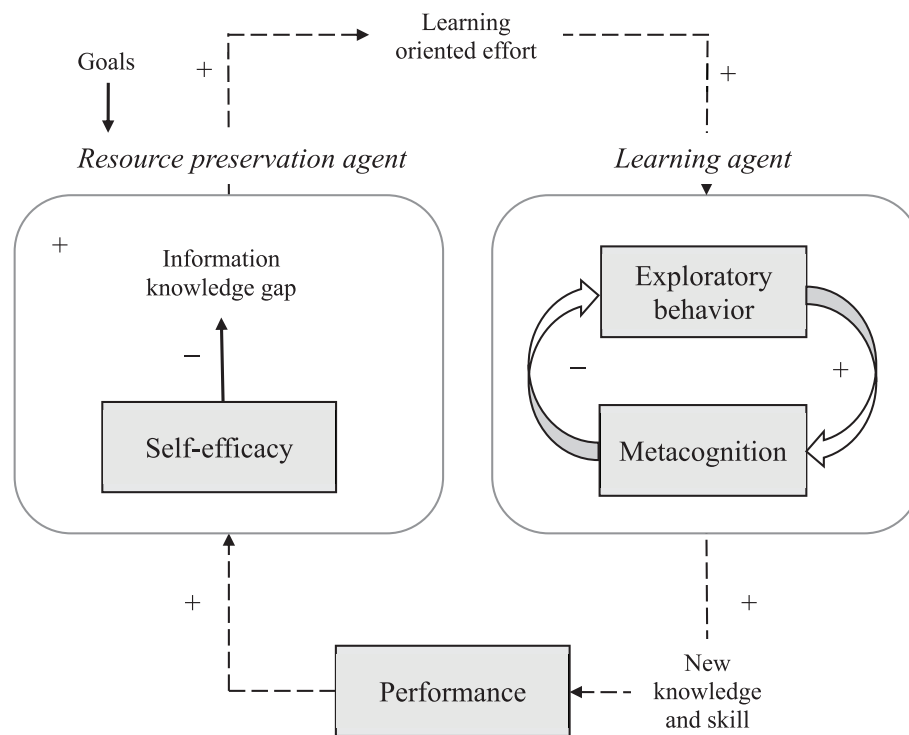 Learning
oriented effort
+
Goals
+
Resource preservation agent
Learning agent
+
Information
knowledge gap
Exploratory
behavior
−
−
+
Self-efficacy
Metacognition
+
+
Performance
New
knowledge
and skill